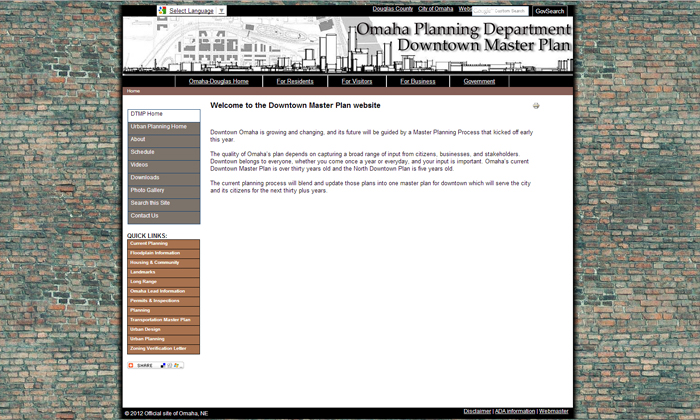 Select Language
Douglas County City of Omaha
Custom Search
GovSearch
Omaha Planning Department
Downtown Master Plan
Omaha-Douglas Home For Residents For Visitors For Business Government
Home
DTMP Home
Urban Planning Home
About
Schedule
Videos
Downloads
Photo Gallery
Search this Site
Contact Us
QUICK LINKS:
Current Planning
Floodplain Information
Housing & Community
Landmarks
Long Range
Omaha Lead Information
Permits & Inspections
Planning
Transportation Master Plan
Urban Design
Urban Planning
Zoning Verification Letter
SHARE
Welcome to the Downtown Master Plan website
Downtown Omaha is growing and changing, and its future will be guided by a Master Planning Process that kicked off early
this year.
The quality of Omaha's plan depends on capturing a broad range of input from citizens, businesses, and stakeholders.
Downtown belongs to everyone, whether you come once a year or everyday, and your input is important. Omaha's current
Downtown Master Plan is over thirty years old and the North Downtown Plan is five years old.
The current planning process will blend and update those plans into one master plan for downtown which will serve the city
and its citizens for the next thirty plus years.
© 2012 Official site of Omaha, NE
Disclaimer | ADA information | Webmaster